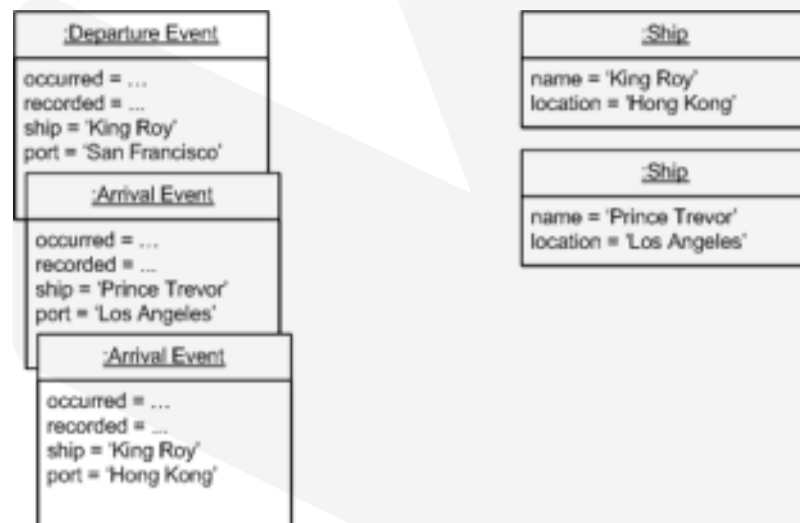 :Departure Event
occurred = ...
recorded = ...
ship = 'King Roy'
port = 'San Francisco'
:Arrival Event
occurred = ...
recorded = ...
ship = 'Prince Trevor'
port = 'Los Angeles'
:Arrival Event
occurred = ...
recorded = ...
ship = 'King Roy'
port = 'Hong Kong'
:Ship
name = 'King Roy'
location = 'Hong Kong'
:Ship
name = 'Prince Trevor'
location = 'Los Angeles'